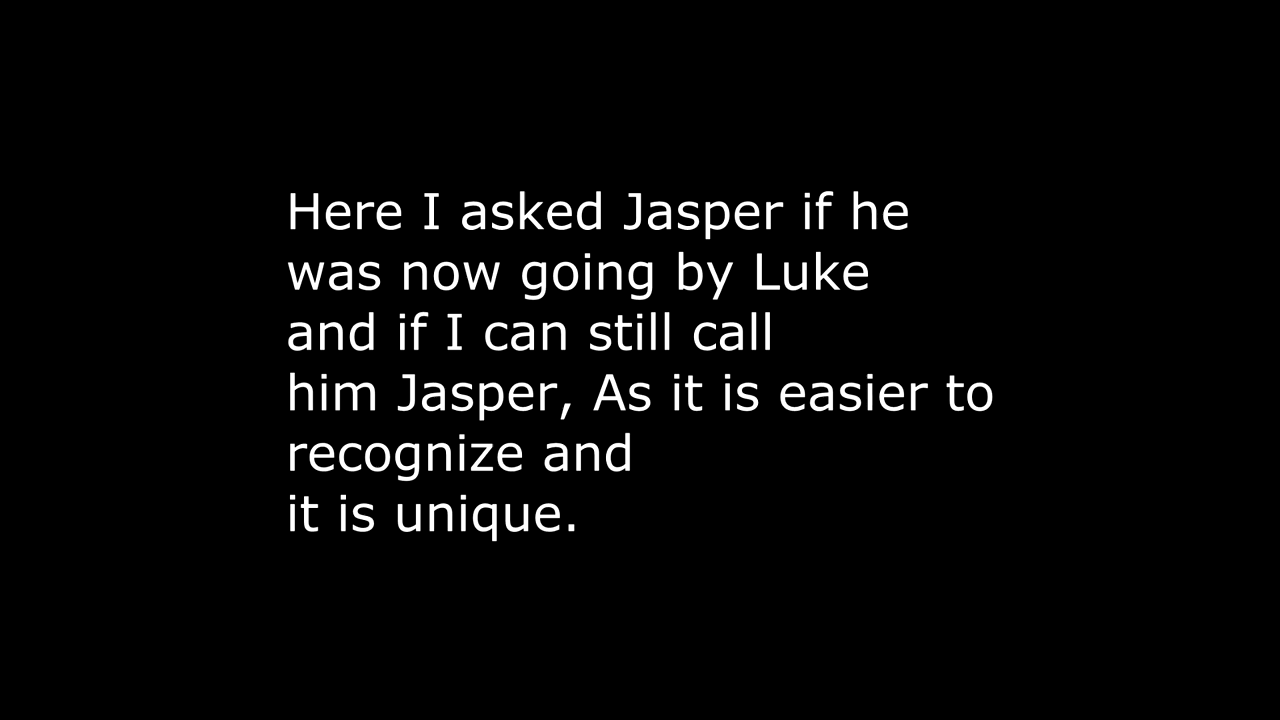 Here I asked Jasper if he
was now going by Luke
and if I can still call
him Jasper, As it is easier to
recognize and
it is unique.